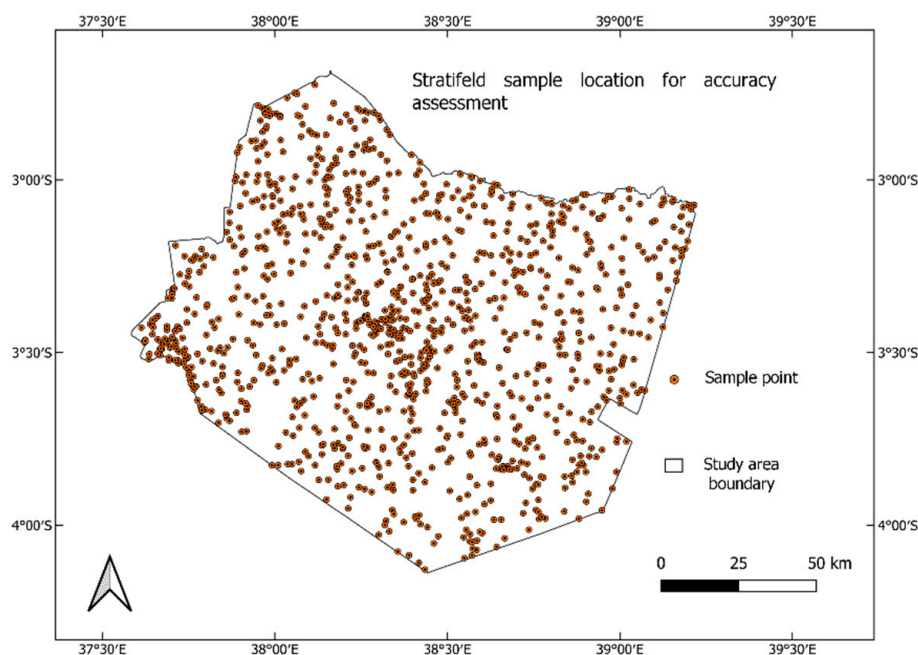 37°30'E 38°00'E 38°30'E 39°00'E 39°30'E
Stratifeld sample location for accuracy
assessment
3°00'S 3°00'S
3°30'S 3°30'S
Sample point
Study area
boundary
4°00'S 4°00'S
0 25 50 km
37°30'E 38°00'E 38°30'E 39°00'E 39°30'E